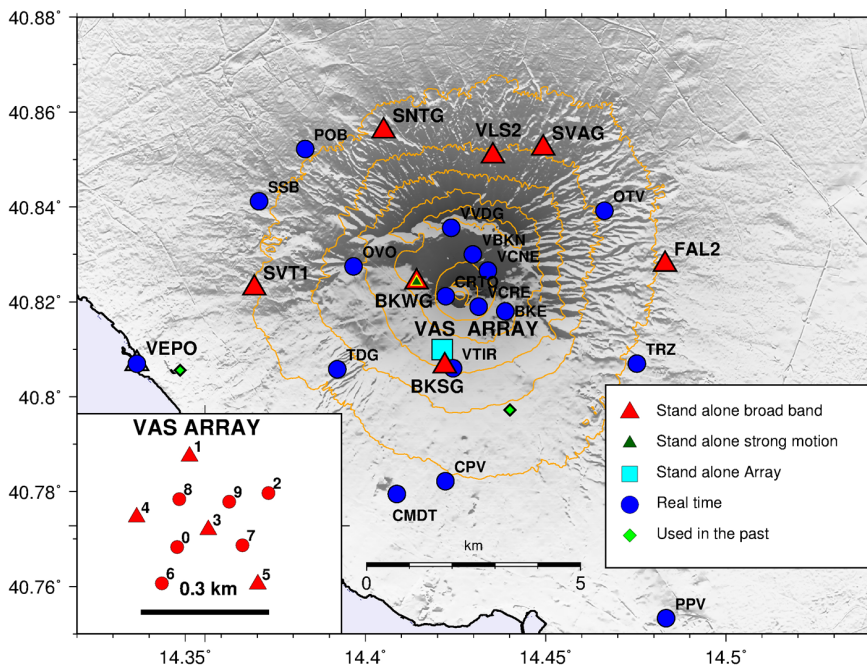 40.88°
40.86°
40.84°
40.82°
40.8°
40.78°
40.76°
SNTG
VLS2
SVAG
POB
SSB
OTV
VVDG
VBKN
VCNE
OVO
FAL2
SVT1
CRTO
BKWG
VCRE
BKE
VAS ARRAY
VEPO
TDG
VTIR
TRZ
BKSG
CPV
CMDT
PPV
Stand alone broad band
Stand alone strong motion
Stand alone Array
Real time
Used in the past
km
0 5
VAS ARRAY
1
2
8
9
4
3
0
7
6
5
0.3 km
14.35° 14.4° 14.45° 14.5°